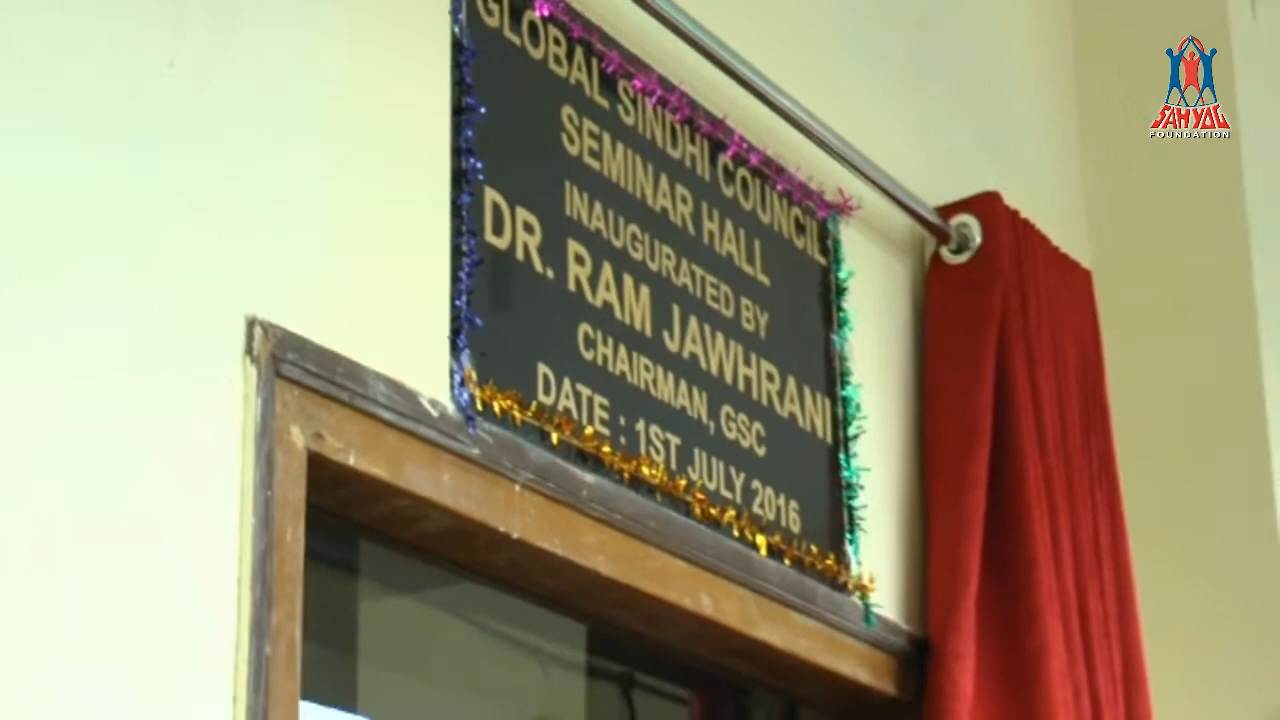 GLOBAL SINDHI COUNCIL
SEMINAR HALL
INAUGURATED BY
DR. RAM JAWHRANI
CHAIRMAN, GSC
DATE : 1ST JULY 2016
SAHYOG
FOUNDATION